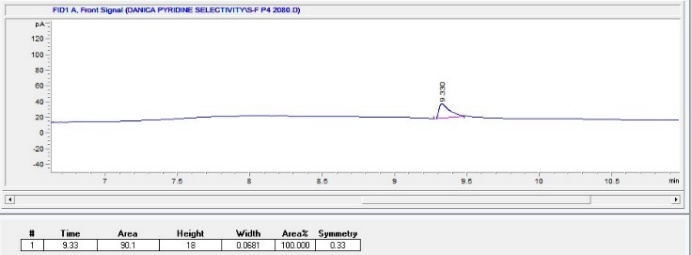 FID1 A, Front Signal (DANICA PYRIDINE SELECTIVITY\S-F P4 2080.D)
pA
120
100
80
60
40
20
0
-20
-40
9.330
7 7.5 8 8.5 9 9.5 10 10.5 min
# Time Area Height Width Area% Symmetry
1 9.33 90.1 18 0.0681 100.000 0.33